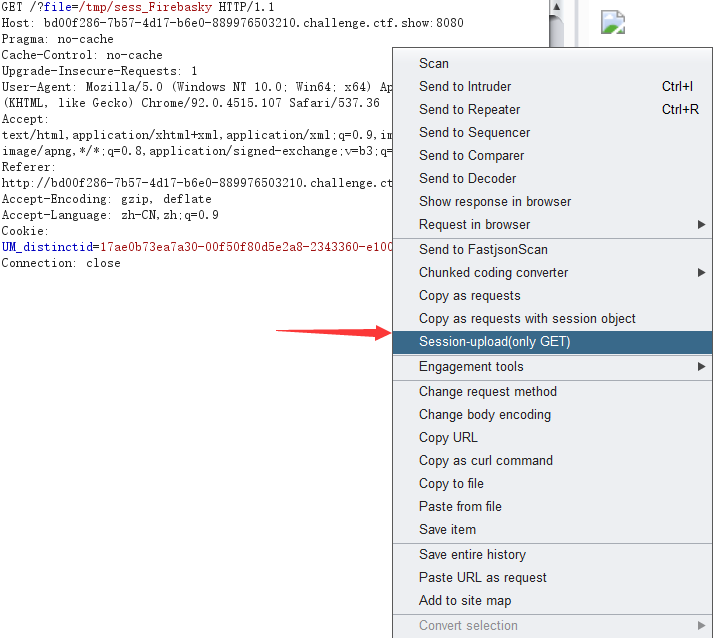 GET /?file=/tmp/sess_Firebasky HTTP/1.1
Host: bd00f286-7b57-4d17-b6e0-889976503210.challenge.ctf.show:8080
Pragma: no-cache
Cache-Control: no-cache
Upgrade-Insecure-Requests: 1
User-Agent: Mozilla/5.0 (Windows NT 10.0; Win64; x64) Ap
(KHTML, like Gecko) Chrome/92.0.4515.107 Safari/537.36
Accept:
text/html,application/xhtml+xml,application/xml;q=0.9,im
image/apng,*/*;q=0.8,application/signed-exchange;v=b3;q=
Referer:
http://bd00f286-7b57-4d17-b6e0-889976503210.challenge.ct
Accept-Encoding: gzip, deflate
Accept-Language: zh-CN,zh;q=0.9
Cookie:
UM_distinctid=17ae0b73ea7a30-00f50f80d5e2a8-2343360-e100
Connection: close
Scan
Send to Intruder Ctrl+I
Send to Repeater Ctrl+R
Send to Sequencer
Send to Comparer
Send to Decoder
Show response in browser
Request in browser
Send to FastjsonScan
Chunked coding converter
Copy as requests
Copy as requests with session object
Session-upload(only GET)
Engagement tools
Change request method
Change body encoding
Copy URL
Copy as curl command
Copy to file
Paste from file
Save item
Save entire history
Paste URL as request
Add to site map
Convert selection